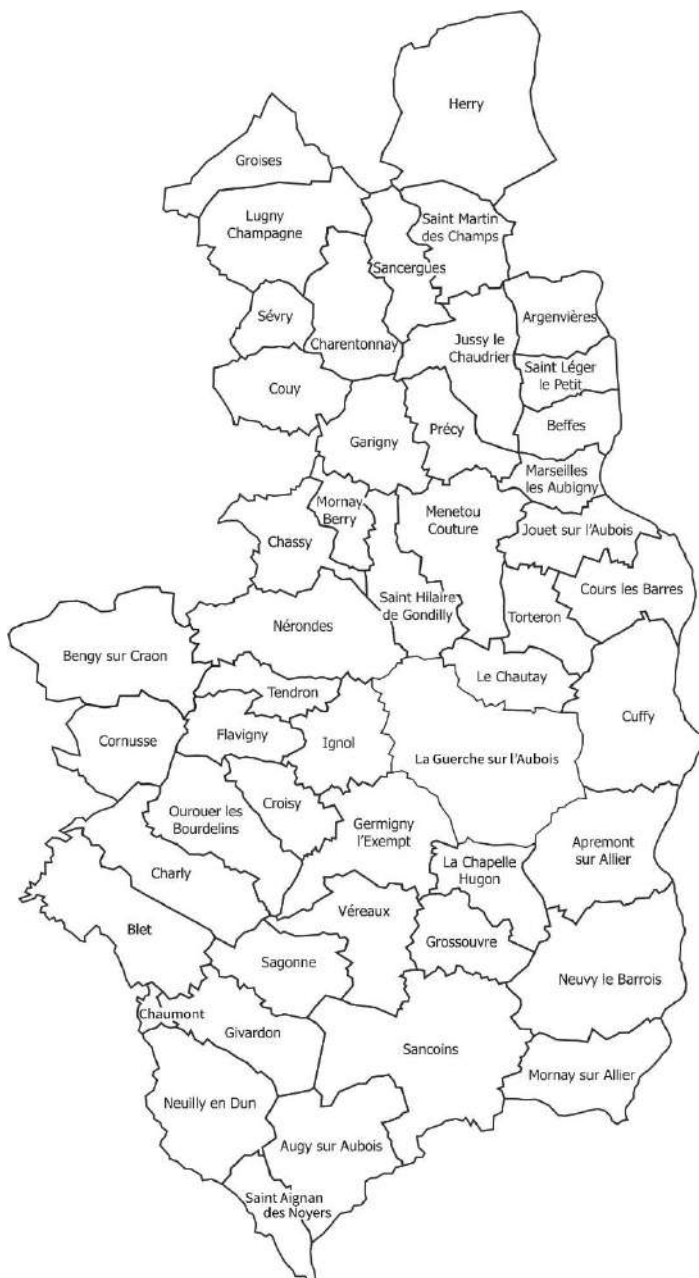 Herry
Groises
Lugny
Champagne
Saint Martin
des Champs
Sancergues
Sévry
Charentonnay
Argenvières
Jussy le
Chaudrier
Saint Léger
le Petit
Couy
Précy
Beffes
Garigny
Marseilles
les Aubigny
Mornay
Berry
Menetou
Couture
Jouet sur l'Aubois
Chassy
Saint Hilaire
de Gondilly
Cours les Barres
Torteron
Nérondes
Bengy sur Craon
Le Chautay
Tendron
Cuffy
Cornusse
Flavigny
Ignol
La Guerche sur l'Aubois
Ourouer les
Bourdelins
Croisy
Germigny
l'Exempt
Apremont
sur Allier
Charly
La Chapelle
Hugon
Véreaux
Blet
Grossouvre
Sagonne
Neuvy le Barrois
Chaumont
Givardon
Sancoins
Mornay sur Allier
Neuilly en Dun
Augy sur Aubois
Saint Aignan
des Noyers